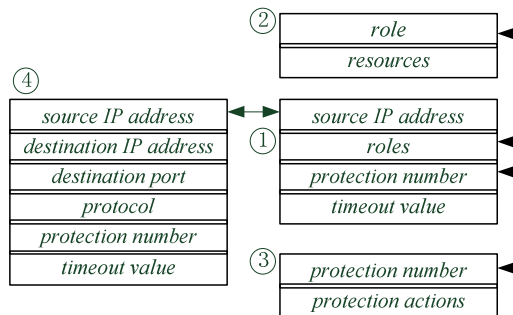 ②
role
resources
④
source IP address
destination IP address
destination port
protocol
protection number
timeout value
①
source IP address
roles
protection number
timeout value
③
protection number
protection actions